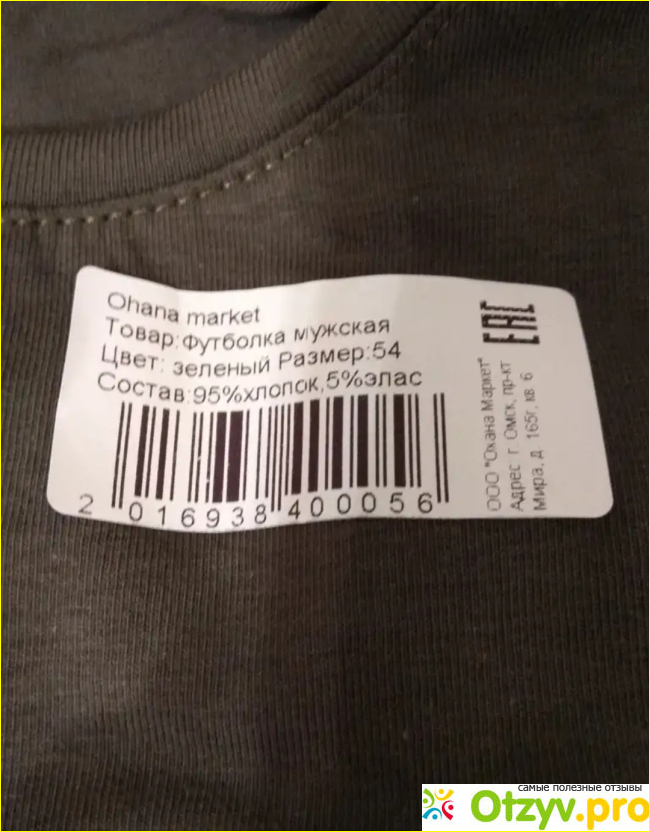 Ohana market
Товар:Футболка мужская
Цвет: зеленый Размер:54
Состав:95%хлопок,5%элас
2 016938 400056
EAC
ООО "Охана Маркет"
Адрес г Омск, пр-кт
Мира, д 165г, кв 6
самые полезные отзывы
Otzyv.pro